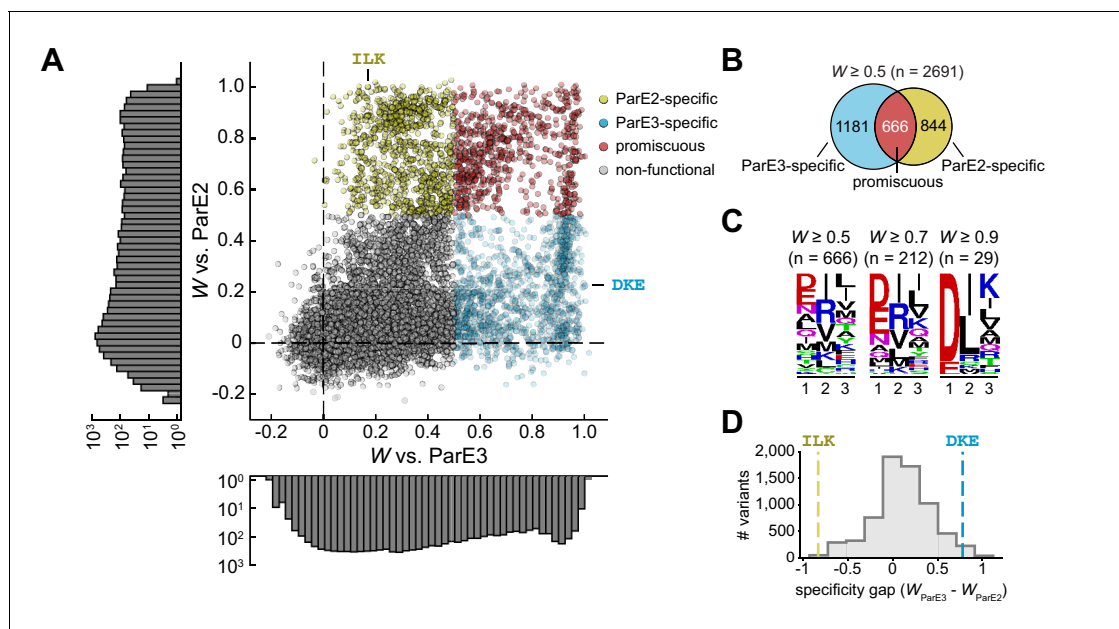 A
ILK
W vs. ParE2
1.0
0.8
0.6
0.4
0.2
0
-0.2
10³ 10² 10¹ 10⁰
-0.2 0 0.2 0.4 0.6 0.8 1.0
W vs. ParE3
10⁰
10¹
10²
10³
DKE
ParE2-specific
ParE3-specific
promiscuous
non-functional
B
W ≥ 0.5 (n = 2691)
1181 666 844
ParE3-specific
ParE2-specific
promiscuous
C
W ≥ 0.5 W ≥ 0.7 W ≥ 0.9
(n = 666) (n = 212) (n = 29)
1 2 3 1 2 3 1 2 3
D
ILK DKE
# variants
2,000
1,500
1,000
500
0
-1 -0.5 0 0.5 1
specificity gap (WParE3 - WParE2)